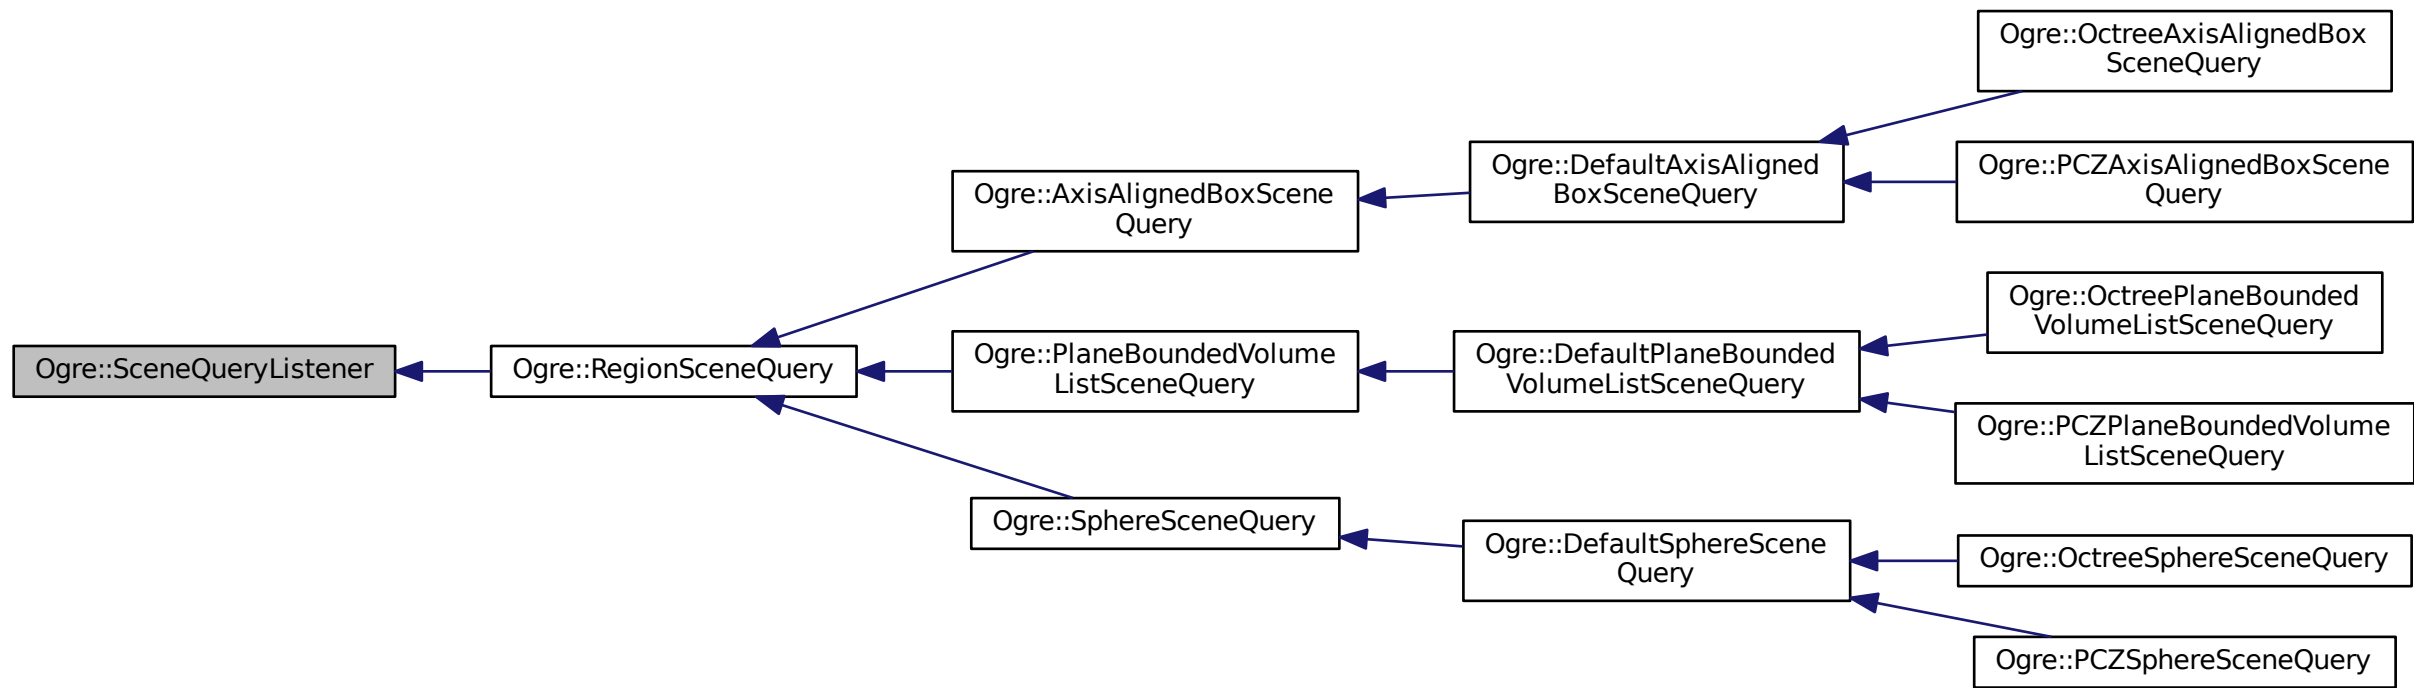 Ogre::SceneQueryListener
Ogre::RegionSceneQuery
Ogre::AxisAlignedBoxScene
Query
Ogre::PlaneBoundedVolume
ListSceneQuery
Ogre::SphereSceneQuery
Ogre::DefaultAxisAligned
BoxSceneQuery
Ogre::DefaultPlaneBounded
VolumeListSceneQuery
Ogre::DefaultSphereScene
Query
Ogre::OctreeAxisAlignedBox
SceneQuery
Ogre::PCZAxisAlignedBoxScene
Query
Ogre::OctreePlaneBounded
VolumeListSceneQuery
Ogre::PCZPlaneBoundedVolume
ListSceneQuery
Ogre::OctreeSphereSceneQuery
Ogre::PCZSphereSceneQuery